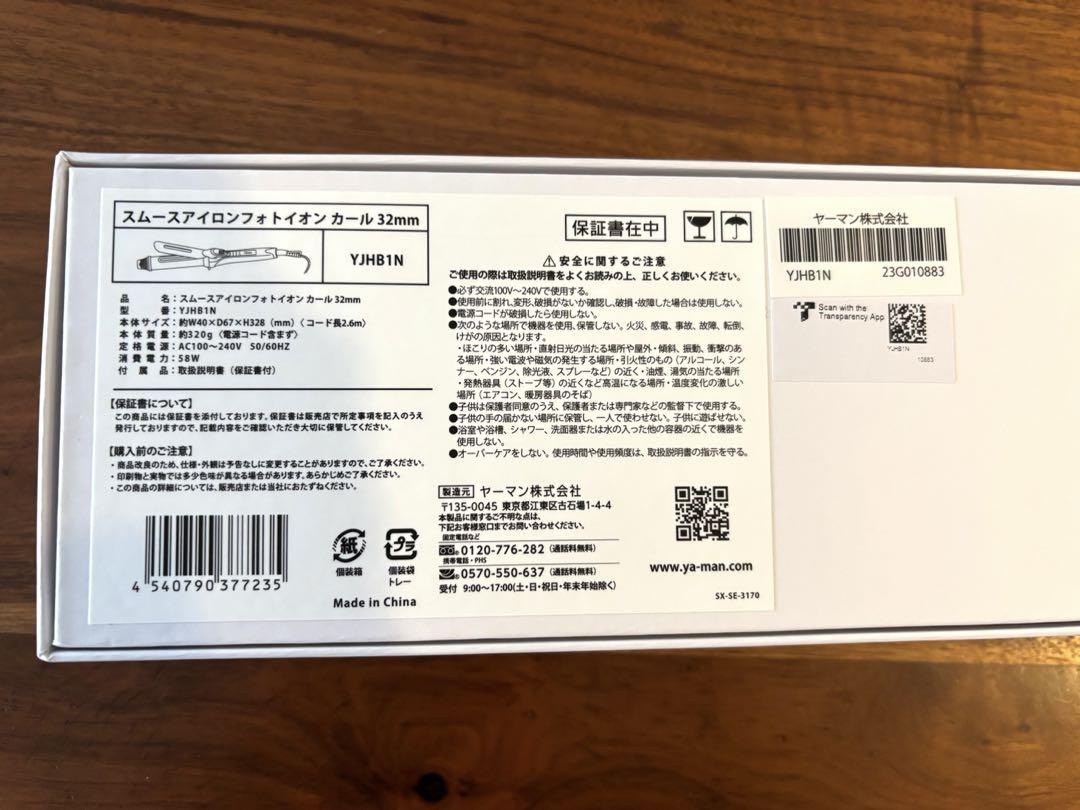 スムースアイロンフォトイオン カール 32mm
YJHB1N
品　　　名：スムースアイロンフォトイオン カール 32mm
型　　　番：YJHB1N
本体サイズ：約W40×D67×H328（mm）〈コード長2.6m〉
本 体 質 量：約320g〈電源コード含まず〉
定 格 電 源：AC100～240V　50/60HZ
消 費 電 力：58W
付　属　品：取扱説明書（保証書付）
【保証書について】
この商品には保証書を添付しております。保証書は販売店で所定事項を記入のうえ
発行しておりますので、記載内容をご確認いただき大切に保管してください。
【購入前のご注意】
・商品改良のため、仕様・外観は予告なしに変更することがありますので、ご了承ください。
・印刷物と実物では多少色味が異なる場合があります。あらかじめご了承ください。
・この商品の詳細については、販売店または当社におたずねください。
4 540790 377235
紙
個装箱
プラ
個装袋
トレー
Made in China
保証書在中
安全に関するご注意
ご使用の際は取扱説明書をよくお読みの上、正しくお使いください。
●必ず交流100V～240Vで使用する。
●使用前に割れ、変形、破損がないか確認し、破損・故障した場合は使用しない。
●電源コードが破損したら使用しない。
●次のような場所で機器を使用、保管しない。火災、感電、事故、故障、転倒、
けがの原因となります。
・ほこりの多い場所・直射日光の当たる場所や屋外・傾斜、振動、衝撃のあ
る場所・強い電波や磁気の発生する場所・引火性のもの（アルコール、シン
ナー、ベンジン、除光液、スプレーなど）の近く・油煙、湯気の当たる場所
・発熱器具（ストーブ等）の近くなど高温になる場所・温度変化の激しい
場所（エアコン、暖房器具のそば）
●子供は保護者同意のうえ、保護者または専門家などの監督下で使用する。
●子供の手の届かない場所に保管し、一人で使わせない。子供に遊ばせない。
●浴室や浴槽、シャワー、洗面器または水の入った他の容器の近くで機器を
使用しない。
●オーバーケアをしない。使用時間や使用頻度は、取扱説明書の指示を守る。
製造元 ヤーマン株式会社
〒135-0045 東京都江東区古石場1-4-4
本製品に関するご不明な点は、
下記お客様窓口までお問い合わせください。
固定電話など
0120-776-282（通話料無料）
携帯電話・PHS
0570-550-637（通話料有料）
受付 9:00～17:00(土・日・祝日・年末年始除く)
www.ya-man.com
SX-SE-3170
ヤーマン株式会社
YJHB1N 23G010883
Scan with the
Transparency App
YJHB1N
10883